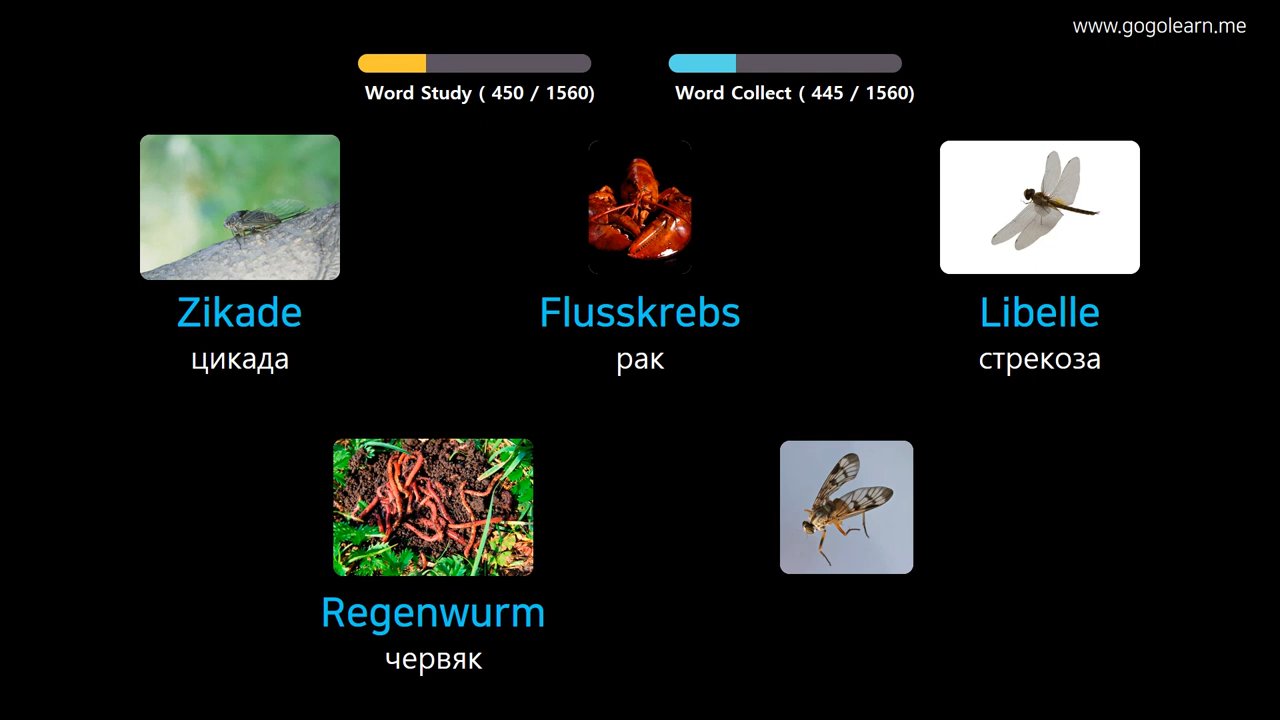 www.gogolearn.me
Word Study ( 450 / 1560)
Word Collect ( 445 / 1560)
Zikade
цикада
Flusskrebs
рак
Libelle
стрекоза
Regenwurm
червяк